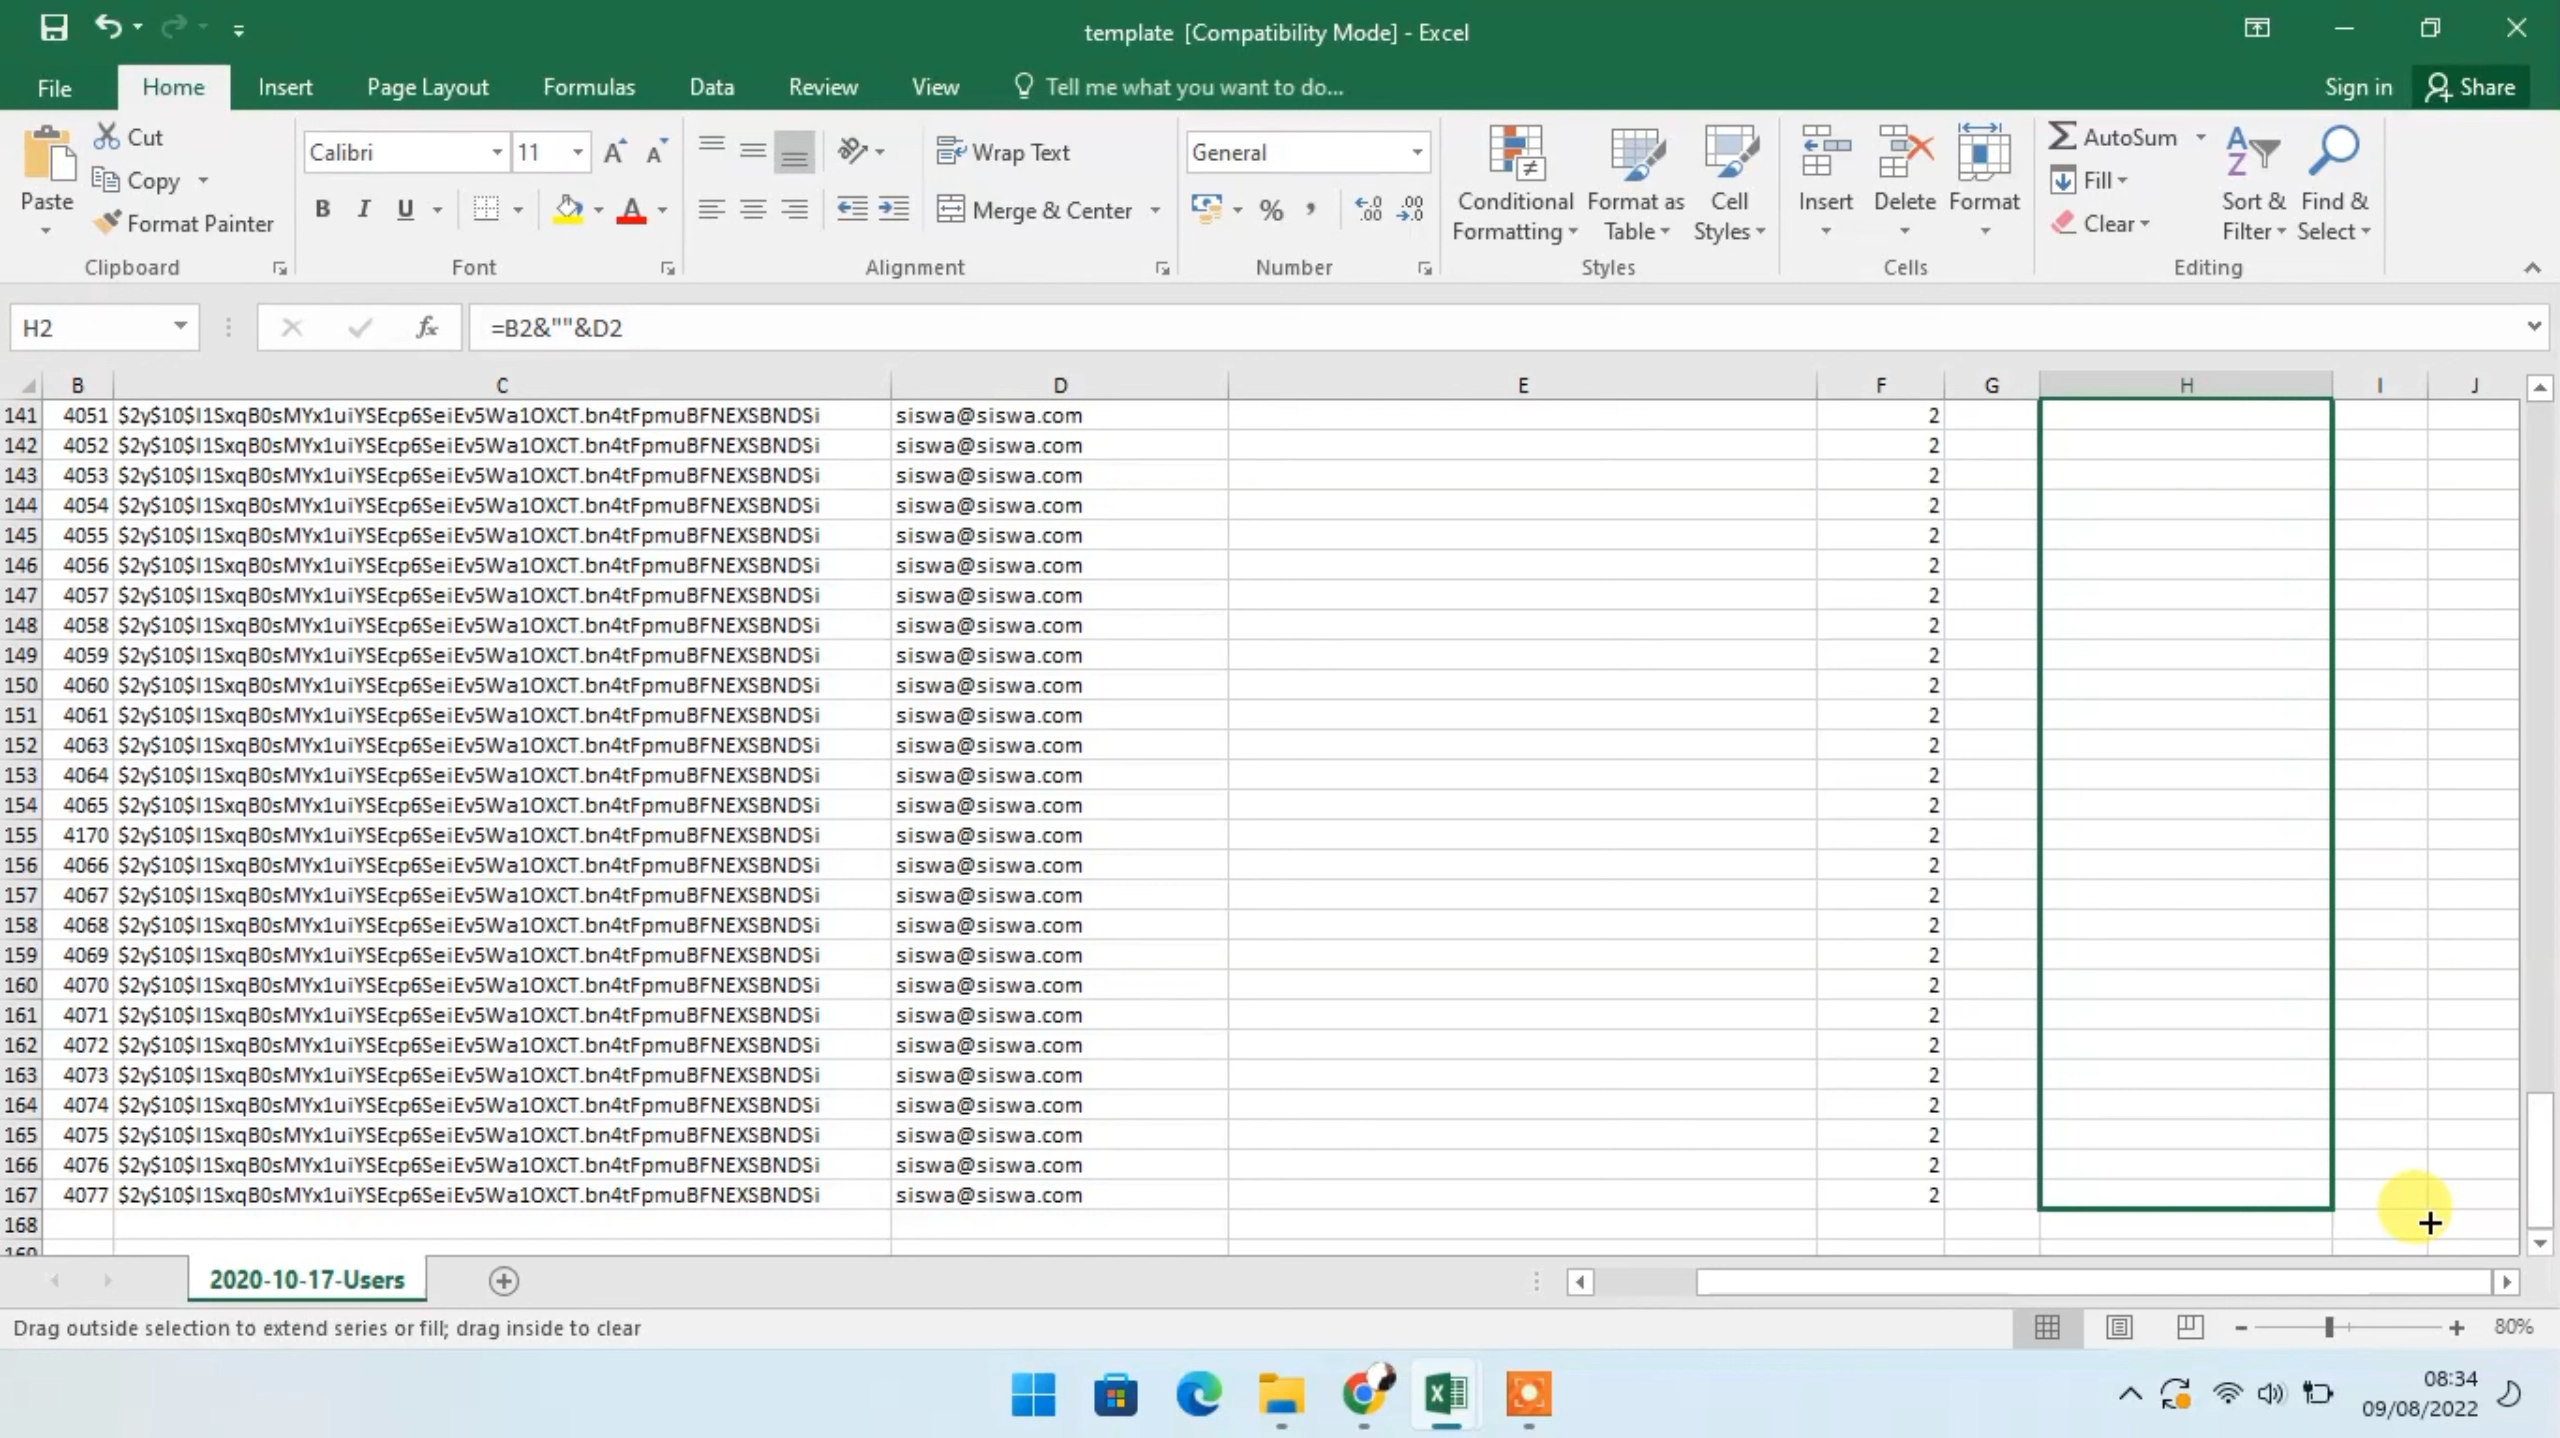 template [Compatibility Mode] - Excel
File Home Insert Page Layout Formulas Data Review View Tell me what you want to do... Sign in Share
Paste
Cut
Copy
Format Painter
Clipboard
Calibri 11
B I U A
Font
Wrap Text
Merge & Center
Alignment
General
% ,
Number
Conditional Formatting
Format as Table
Cell Styles
Styles
Insert Delete Format
Cells
AutoSum
Fill
Clear
Sort & Filter
Find & Select
Editing
H2 fx =B2&""&D2
B C D E F G H I J
141 4051 $2y$10$I1SxqB0sMYx1uiYSEcp6SeiEv5Wa1OXCT.bn4tFpmuBFNEXSBNDSi siswa@siswa.com 2
142 4052 $2y$10$I1SxqB0sMYx1uiYSEcp6SeiEv5Wa1OXCT.bn4tFpmuBFNEXSBNDSi siswa@siswa.com 2
143 4053 $2y$10$I1SxqB0sMYx1uiYSEcp6SeiEv5Wa1OXCT.bn4tFpmuBFNEXSBNDSi siswa@siswa.com 2
144 4054 $2y$10$I1SxqB0sMYx1uiYSEcp6SeiEv5Wa1OXCT.bn4tFpmuBFNEXSBNDSi siswa@siswa.com 2
145 4055 $2y$10$I1SxqB0sMYx1uiYSEcp6SeiEv5Wa1OXCT.bn4tFpmuBFNEXSBNDSi siswa@siswa.com 2
146 4056 $2y$10$I1SxqB0sMYx1uiYSEcp6SeiEv5Wa1OXCT.bn4tFpmuBFNEXSBNDSi siswa@siswa.com 2
147 4057 $2y$10$I1SxqB0sMYx1uiYSEcp6SeiEv5Wa1OXCT.bn4tFpmuBFNEXSBNDSi siswa@siswa.com 2
148 4058 $2y$10$I1SxqB0sMYx1uiYSEcp6SeiEv5Wa1OXCT.bn4tFpmuBFNEXSBNDSi siswa@siswa.com 2
149 4059 $2y$10$I1SxqB0sMYx1uiYSEcp6SeiEv5Wa1OXCT.bn4tFpmuBFNEXSBNDSi siswa@siswa.com 2
150 4060 $2y$10$I1SxqB0sMYx1uiYSEcp6SeiEv5Wa1OXCT.bn4tFpmuBFNEXSBNDSi siswa@siswa.com 2
151 4061 $2y$10$I1SxqB0sMYx1uiYSEcp6SeiEv5Wa1OXCT.bn4tFpmuBFNEXSBNDSi siswa@siswa.com 2
152 4063 $2y$10$I1SxqB0sMYx1uiYSEcp6SeiEv5Wa1OXCT.bn4tFpmuBFNEXSBNDSi siswa@siswa.com 2
153 4064 $2y$10$I1SxqB0sMYx1uiYSEcp6SeiEv5Wa1OXCT.bn4tFpmuBFNEXSBNDSi siswa@siswa.com 2
154 4065 $2y$10$I1SxqB0sMYx1uiYSEcp6SeiEv5Wa1OXCT.bn4tFpmuBFNEXSBNDSi siswa@siswa.com 2
155 4170 $2y$10$I1SxqB0sMYx1uiYSEcp6SeiEv5Wa1OXCT.bn4tFpmuBFNEXSBNDSi siswa@siswa.com 2
156 4066 $2y$10$I1SxqB0sMYx1uiYSEcp6SeiEv5Wa1OXCT.bn4tFpmuBFNEXSBNDSi siswa@siswa.com 2
157 4067 $2y$10$I1SxqB0sMYx1uiYSEcp6SeiEv5Wa1OXCT.bn4tFpmuBFNEXSBNDSi siswa@siswa.com 2
158 4068 $2y$10$I1SxqB0sMYx1uiYSEcp6SeiEv5Wa1OXCT.bn4tFpmuBFNEXSBNDSi siswa@siswa.com 2
159 4069 $2y$10$I1SxqB0sMYx1uiYSEcp6SeiEv5Wa1OXCT.bn4tFpmuBFNEXSBNDSi siswa@siswa.com 2
160 4070 $2y$10$I1SxqB0sMYx1uiYSEcp6SeiEv5Wa1OXCT.bn4tFpmuBFNEXSBNDSi siswa@siswa.com 2
161 4071 $2y$10$I1SxqB0sMYx1uiYSEcp6SeiEv5Wa1OXCT.bn4tFpmuBFNEXSBNDSi siswa@siswa.com 2
162 4072 $2y$10$I1SxqB0sMYx1uiYSEcp6SeiEv5Wa1OXCT.bn4tFpmuBFNEXSBNDSi siswa@siswa.com 2
163 4073 $2y$10$I1SxqB0sMYx1uiYSEcp6SeiEv5Wa1OXCT.bn4tFpmuBFNEXSBNDSi siswa@siswa.com 2
164 4074 $2y$10$I1SxqB0sMYx1uiYSEcp6SeiEv5Wa1OXCT.bn4tFpmuBFNEXSBNDSi siswa@siswa.com 2
165 4075 $2y$10$I1SxqB0sMYx1uiYSEcp6SeiEv5Wa1OXCT.bn4tFpmuBFNEXSBNDSi siswa@siswa.com 2
166 4076 $2y$10$I1SxqB0sMYx1uiYSEcp6SeiEv5Wa1OXCT.bn4tFpmuBFNEXSBNDSi siswa@siswa.com 2
167 4077 $2y$10$I1SxqB0sMYx1uiYSEcp6SeiEv5Wa1OXCT.bn4tFpmuBFNEXSBNDSi siswa@siswa.com 2
168
169
2020-10-17-Users
Drag outside selection to extend series or fill; drag inside to clear 80%
08:34
09/08/2022